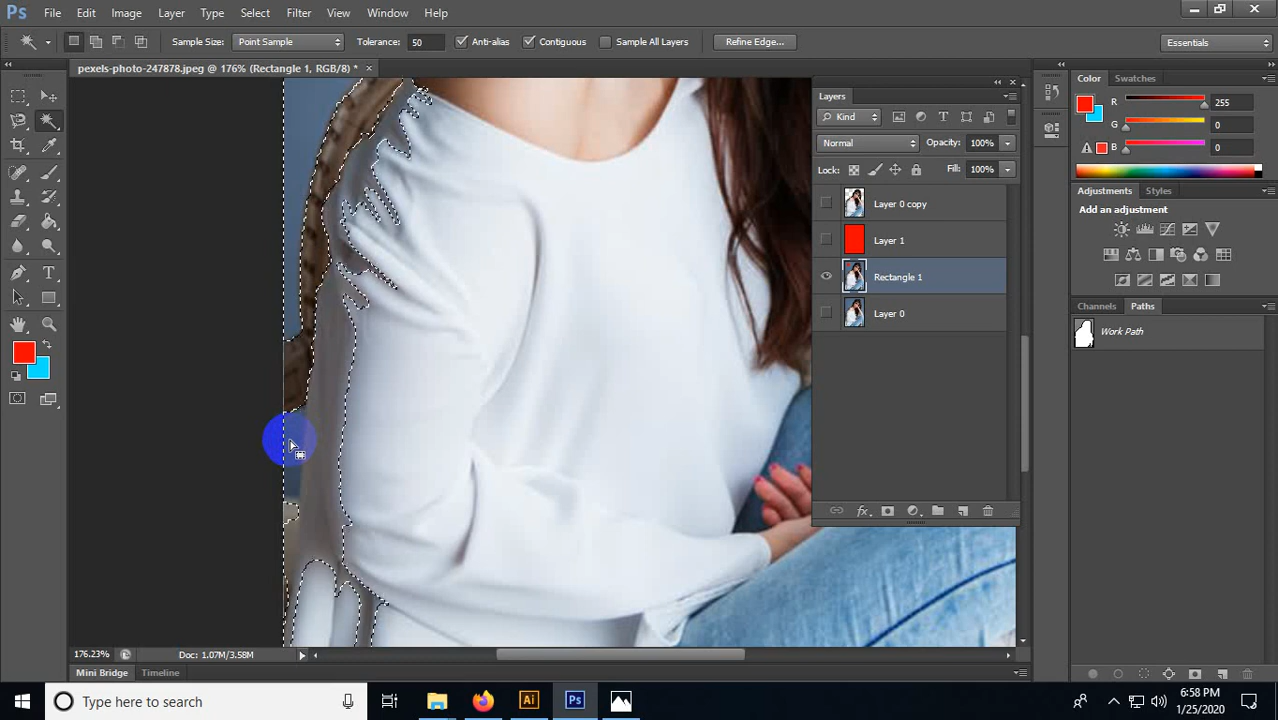 Ps File Edit Image Layer Type Select Filter View Window Help
Sample Size: Point Sample Tolerance: 50 Anti-alias Contiguous Sample All Layers Refine Edge... Essentials
pexels-photo-247878.jpeg @ 176% (Rectangle 1, RGB/8) * ×
Layers
Kind
Normal Opacity: 100%
Lock: Fill: 100%
Layer 0 copy
Layer 1
Rectangle 1
Layer 0
fx
Color Swatches
R 255
G 0
B 0
Adjustments Styles
Add an adjustment
Channels Paths
Work Path
176.23% Doc: 1.07M/3.58M
Mini Bridge Timeline
Type here to search
Ai
Ps
6:58 PM
1/25/2020